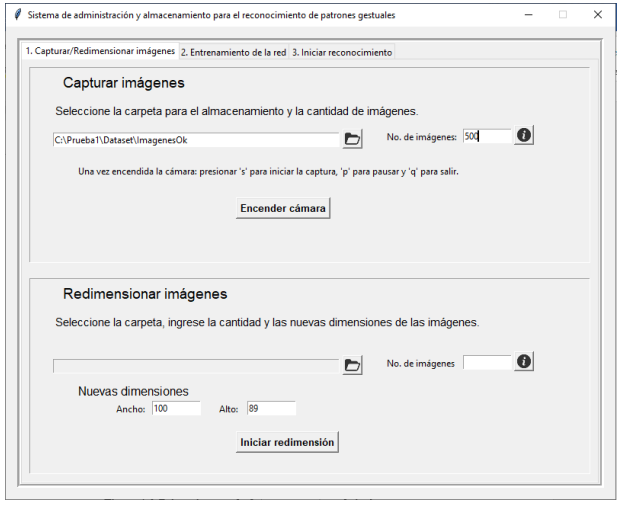 Sistema de administración y almacenamiento para el reconocimiento de patrones gestuales
1. Capturar/Redimensionar imágenes 2. Entrenamiento de la red 3. Iniciar reconocimiento
Capturar imágenes
Seleccione la carpeta para el almacenamiento y la cantidad de imágenes.
C:\Prueba1\Dataset\ImagenesOk No. de imágenes: 500
Una vez encendida la cámara: presionar 's' para iniciar la captura, 'p' para pausar y 'q' para salir.
Encender cámara
Redimensionar imágenes
Seleccione la carpeta, ingrese la cantidad y las nuevas dimensiones de las imágenes.
No. de imágenes
Nuevas dimensiones
Ancho: 100 Alto: 89
Iniciar redimensión